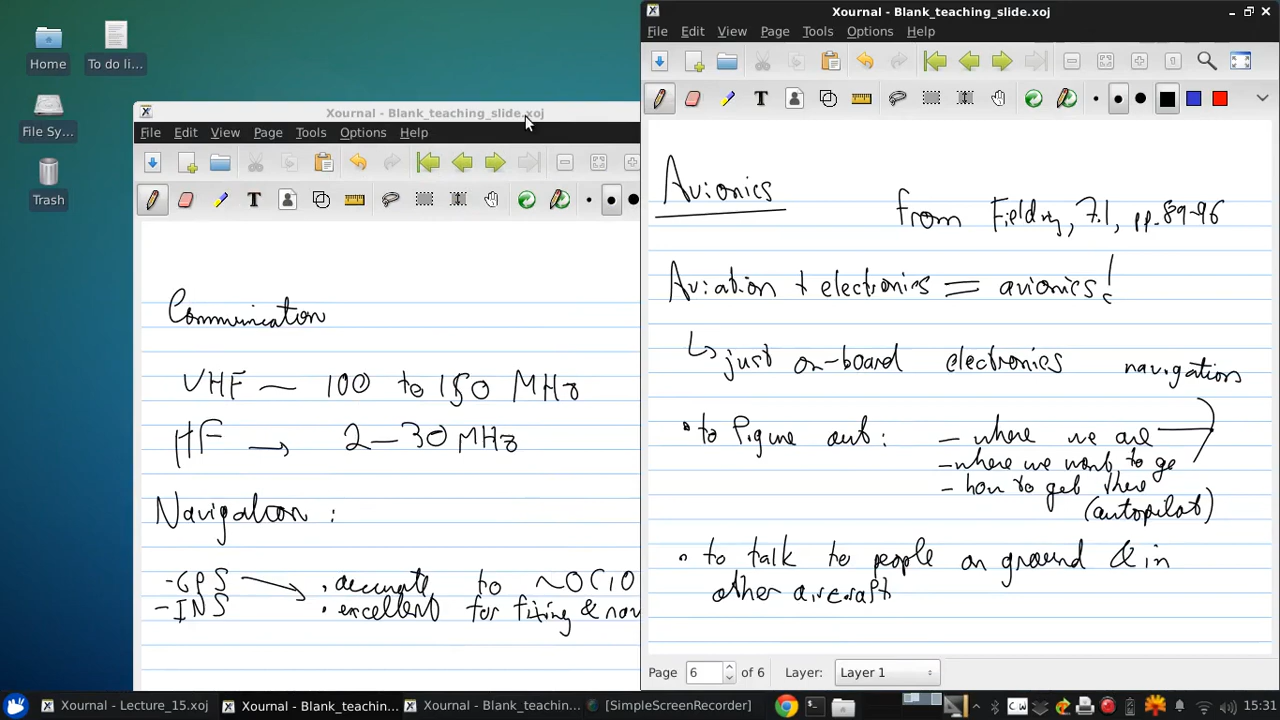 Home
To do li...
File Sy...
Trash
Xournal - Blank_teaching_slide.xoj
File Edit View Page Tools Options Help
Communication
VHF — 100 to 150 MHz
HF → 2-30 MHz
Navigation :
-GPS → . accurate to ~O(10
-INS . excellent for fixing & nav
Xournal - Blank_teaching_slide.xoj
File Edit View Page Tools Options Help
Avionics
from Fielding, 7.1, pp. 89-96
Aviation + electronics = avionics!
↳ just on-board electronics
navigation
• to figure out : - where we are
- where we want to go
- how to get there
(autopilot)
• to talk to people on ground & in
other aircraft
Page 6 of 6 Layer: Layer 1
Xournal - Lecture_15.xoj
Xournal - Blank_teachin...
Xournal - Blank_teachin...
[SimpleScreenRecorder]
15:31